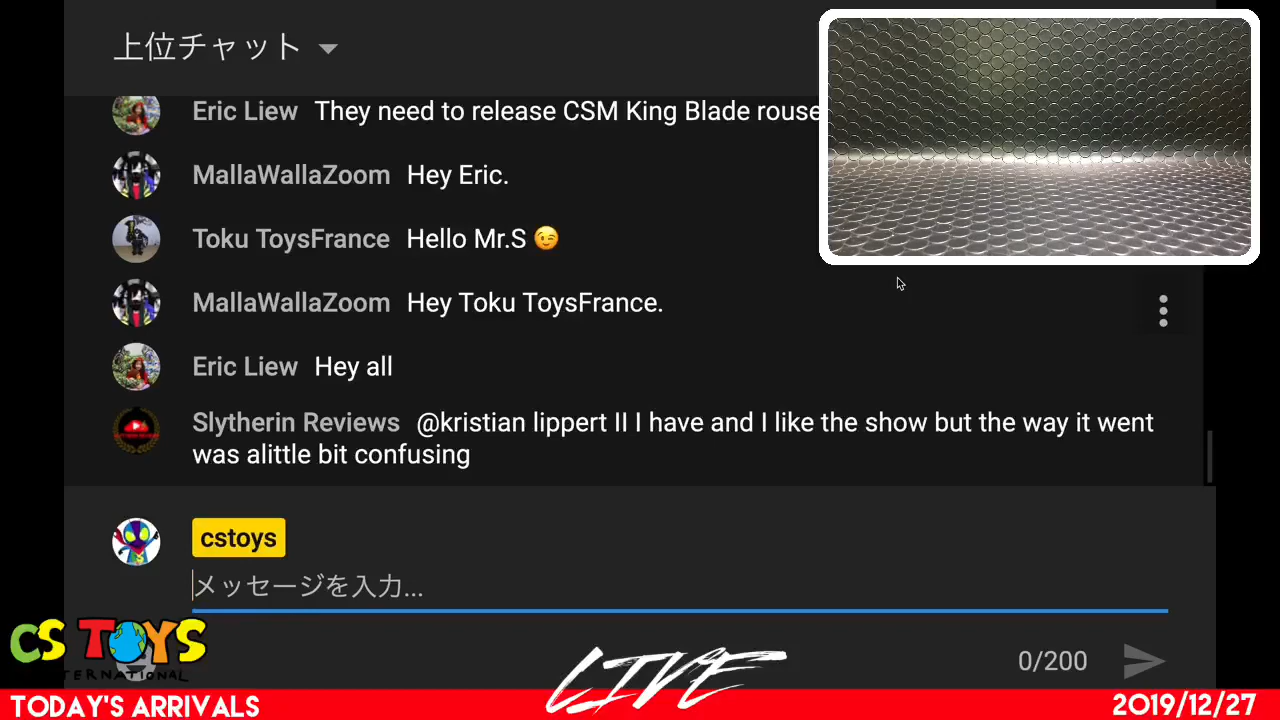 上位チャット
Eric Liew They need to release CSM King Blade rouse
MallaWallaZoom Hey Eric.
Toku ToysFrance Hello Mr.S 😉
MallaWallaZoom Hey Toku ToysFrance.
Eric Liew Hey all
Slytherin Reviews @kristian lippert II I have and I like the show but the way it went
was alittle bit confusing
cstoys
メッセージを入力...
CS TOYS
INTERNATIONAL
LIVE
0/200
TODAY'S ARRIVALS
2019/12/27